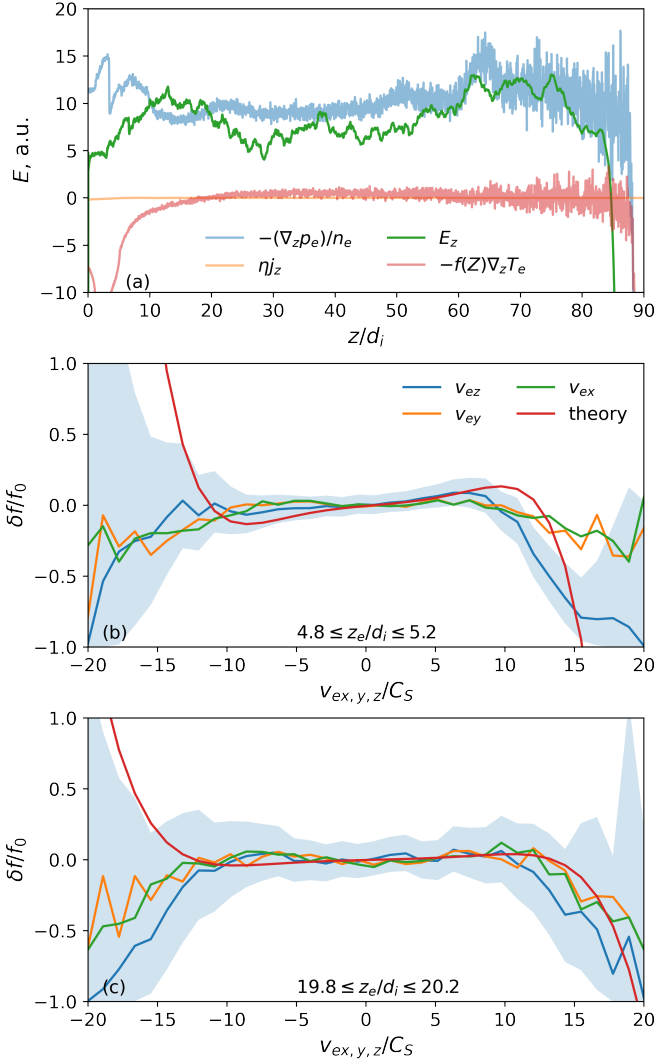 20
15
10
5
0
−5
−10
E, a.u.
−(∇zpe)/ne
ηjz
Ez
−f(Z)∇zTe
(a)
0 10 20 30 40 50 60 70 80 90
z/di
1.0
0.5
0.0
−0.5
−1.0
δf/f0
vez
vey
vex
theory
(b)
4.8 ≤ ze/di ≤ 5.2
−20 −15 −10 −5 0 5 10 15 20
vex, y, z/CS
1.0
0.5
0.0
−0.5
−1.0
δf/f0
(c)
19.8 ≤ ze/di ≤ 20.2
−20 −15 −10 −5 0 5 10 15 20
vex, y, z/CS